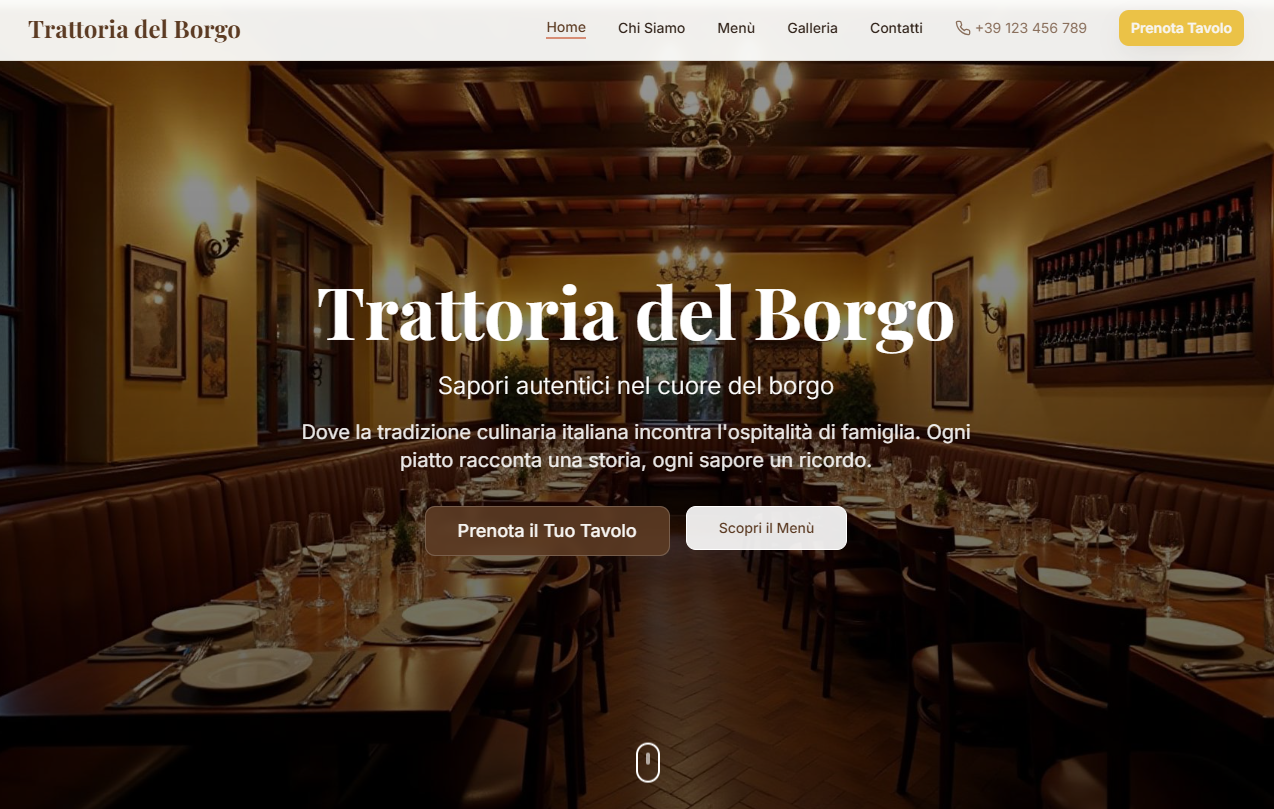 Trattoria del Borgo
Home
Chi Siamo
Menù
Galleria
Contatti
+39 123 456 789
Prenota Tavolo
Trattoria del Borgo
Sapori autentici nel cuore del borgo
Dove la tradizione culinaria italiana incontra l'ospitalità di famiglia. Ogni
piatto racconta una storia, ogni sapore un ricordo.
Prenota il Tuo Tavolo
Scopri il Menù